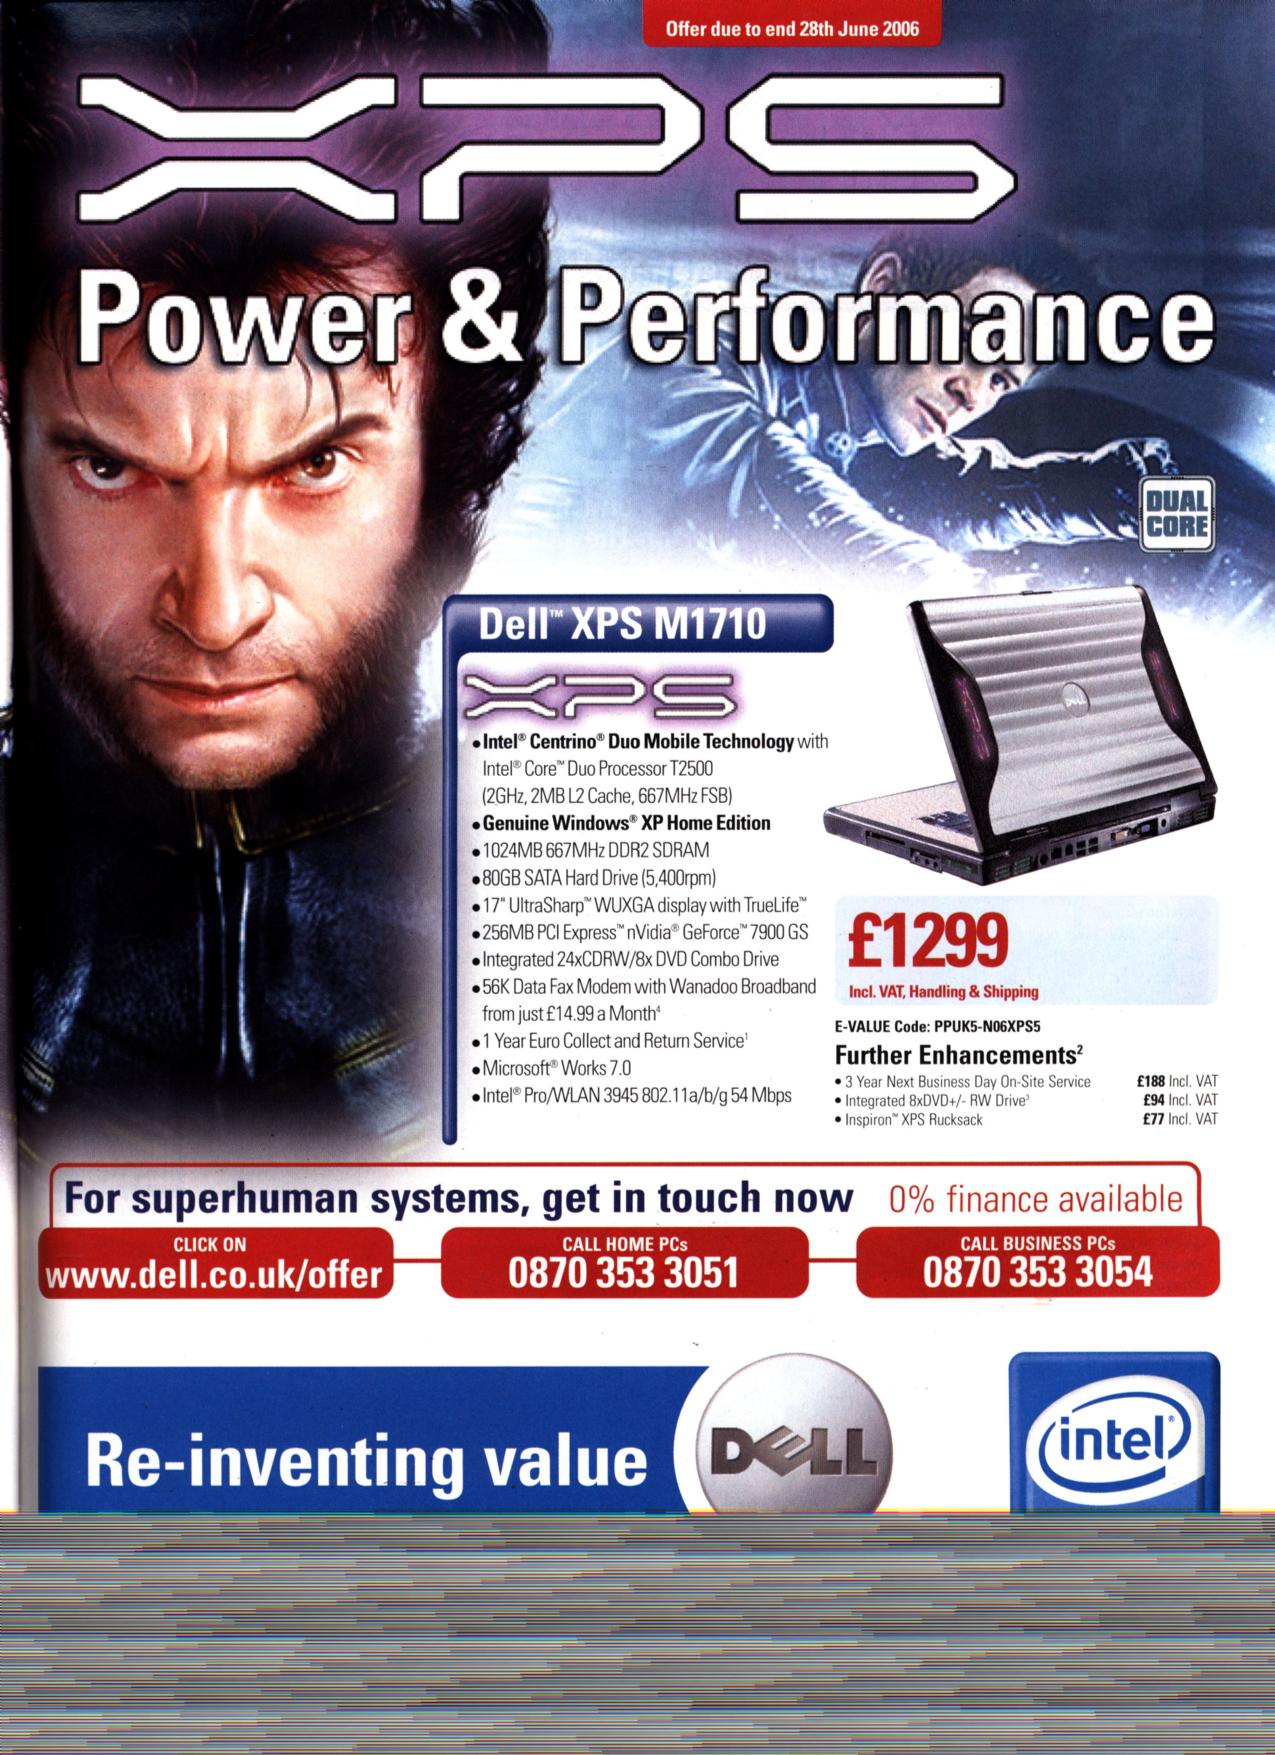 Offer due to end 28th June 2006
XPS
Power & Performance
DUAL
CORE
Dell™ XPS M1710
XPS
• Intel® Centrino® Duo Mobile Technology with
Intel® Core™ Duo Processor T2500
(2GHz, 2MB L2 Cache, 667MHz FSB)
• Genuine Windows® XP Home Edition
• 1024MB 667MHz DDR2 SDRAM
• 80GB SATA Hard Drive (5,400rpm)
• 17" UltraSharp™ WUXGA display with TrueLife™
• 256MB PCI Express™ nVidia® GeForce™ 7900 GS
• Integrated 24xCDRW/8x DVD Combo Drive
• 56K Data Fax Modem with Wanadoo Broadband
from just £14.99 a Month⁴
• 1 Year Euro Collect and Return Service¹
• Microsoft® Works 7.0
• Intel® Pro/WLAN 3945 802.11a/b/g 54 Mbps
DELL
£1299
Incl. VAT, Handling & Shipping
E-VALUE Code: PPUK5-N06XPS5
Further Enhancements²
• 3 Year Next Business Day On-Site Service £188 Incl. VAT
• Integrated 8xDVD+/- RW Drive³ £94 Incl. VAT
• Inspiron™ XPS Rucksack £77 Incl. VAT
For superhuman systems, get in touch now 0% finance available
CLICK ON
www.dell.co.uk/offer
CALL HOME PCs
0870 353 3051
CALL BUSINESS PCs
0870 353 3054
Re-inventing value
DELL
intel®